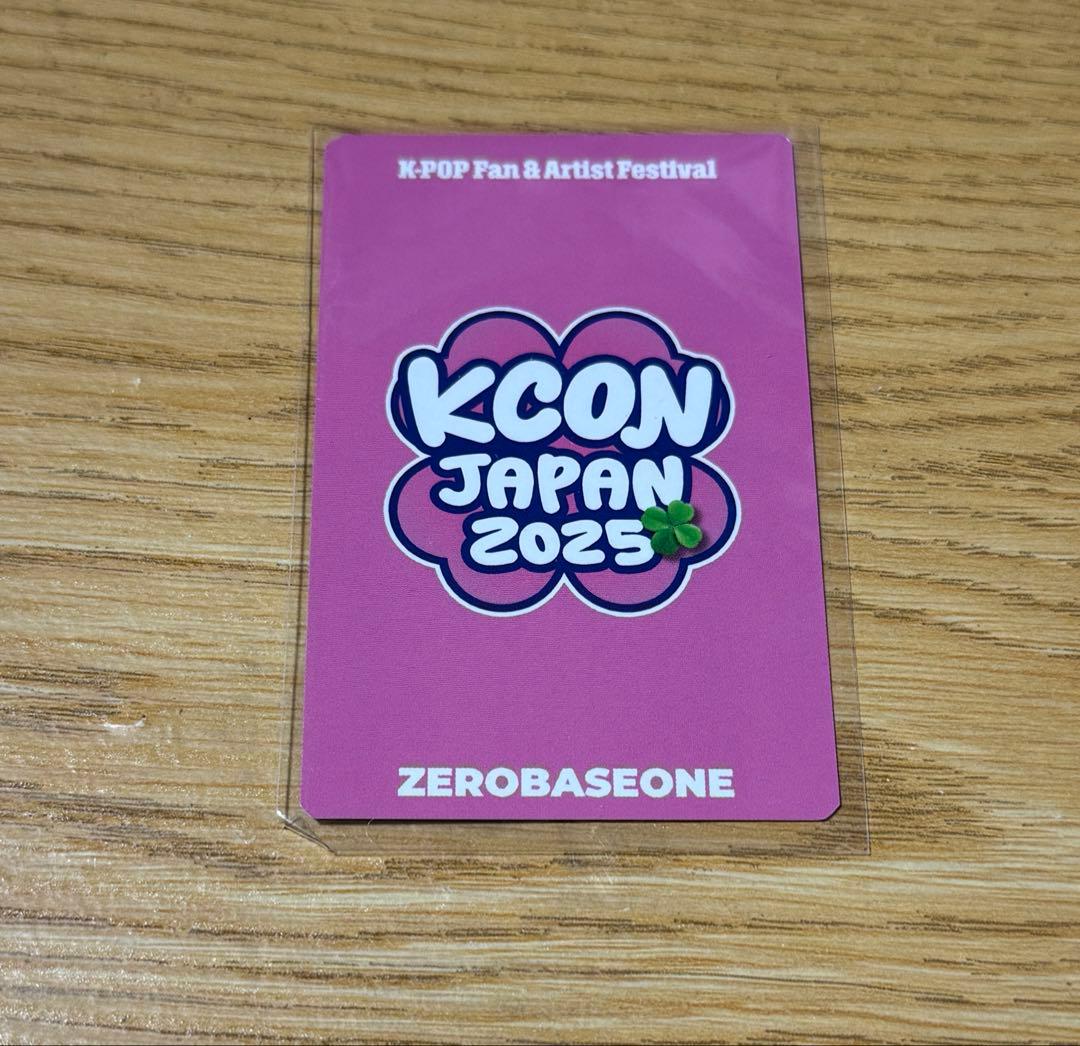 K-POP Fan & Artist Festival
KCON
JAPAN
2025
ZEROBASEONE